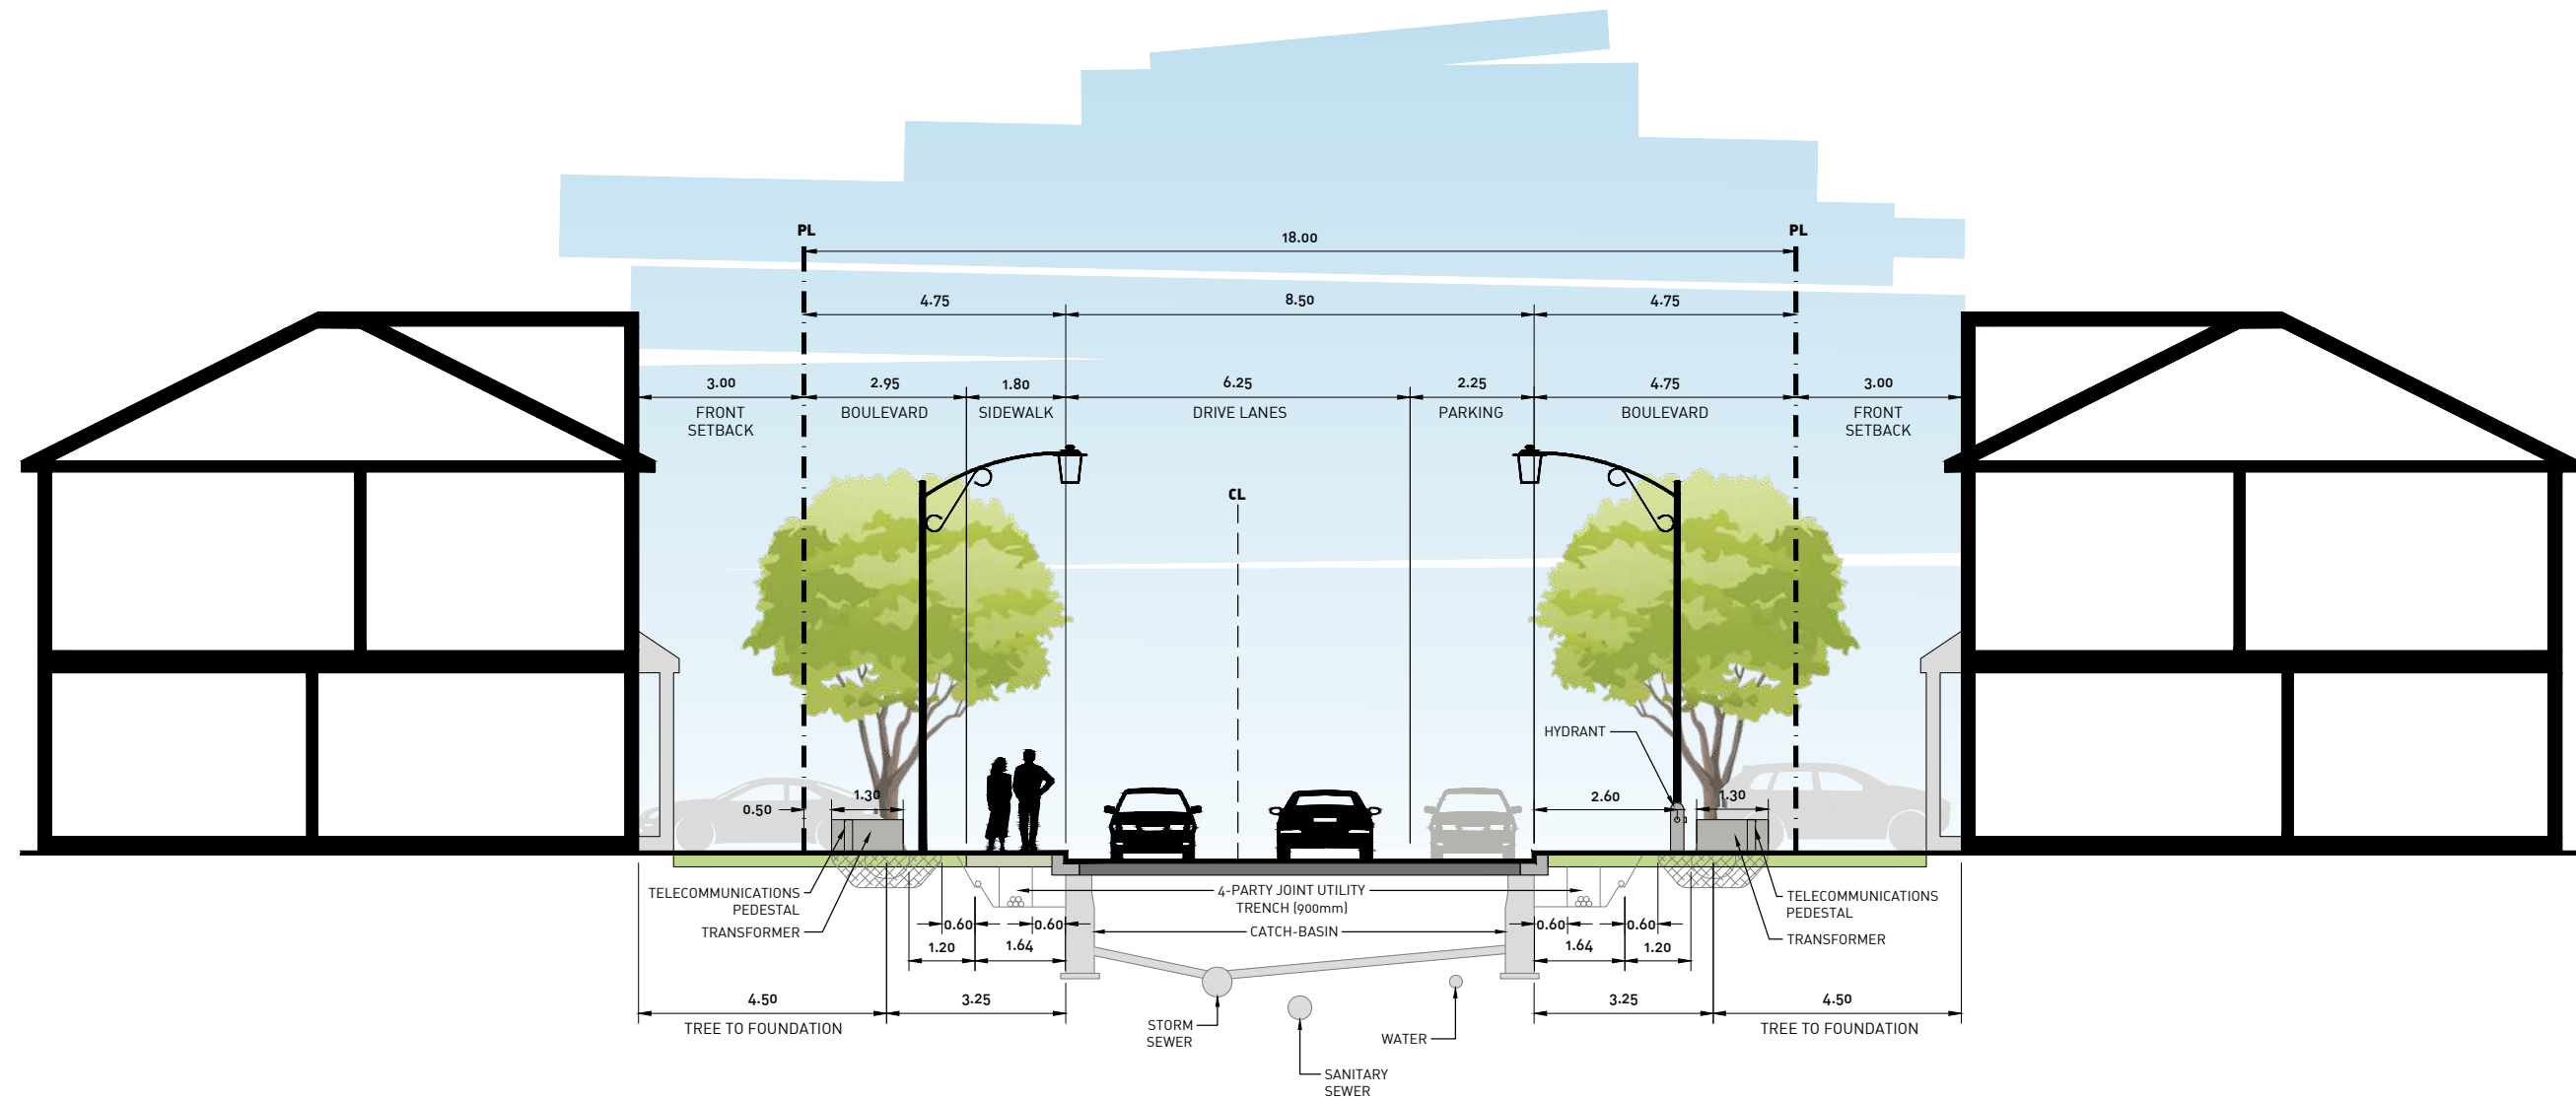 PL
PL
18.00
4.75
8.50
4.75
3.00
2.95
1.80
6.25
2.25
4.75
3.00
FRONT
SETBACK
BOULEVARD
SIDEWALK
DRIVE LANES
PARKING
BOULEVARD
FRONT
SETBACK
CL
HYDRANT
0.50
1.30
2.60
1.30
TELECOMMUNICATIONS
PEDESTAL
TRANSFORMER
4-PARTY JOINT UTILITY
TRENCH (900mm)
TELECOMMUNICATIONS
PEDESTAL
TRANSFORMER
0.60
0.60
CATCH-BASIN
0.60
0.60
1.20
1.64
1.64
1.20
4.50
3.25
3.25
4.50
TREE TO FOUNDATION
TREE TO FOUNDATION
STORM
SEWER
WATER
SANITARY
SEWER